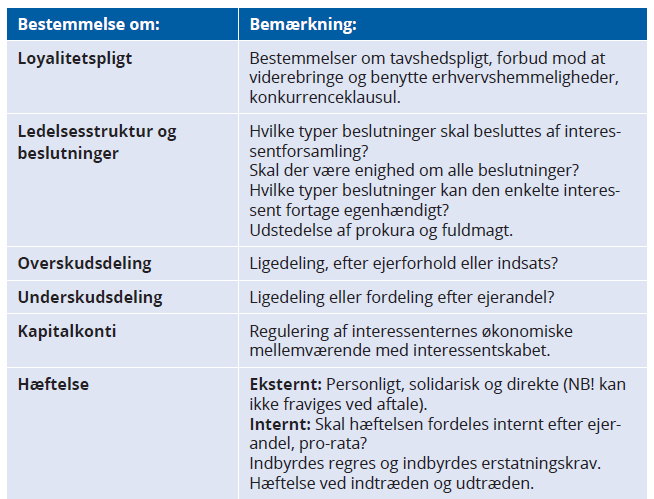 Bestemmelse om:
Bemærkning:
Loyalitetspligt
Bestemmelser om tavshedspligt, forbud mod at
viderebringe og benytte erhvervshemmeligheder,
konkurrenceklausul.
Ledelsesstruktur og
beslutninger
Hvilke typer beslutninger skal besluttes af interes-
sentforsamling?
Skal der være enighed om alle beslutninger?
Hvilke typer beslutninger kan den enkelte interes-
sent fortage egenhændigt?
Udstedelse af prokura og fuldmagt.
Overskudsdeling
Ligedeling, efter ejerforhold eller indsats?
Underskudsdeling
Ligedeling eller fordeling efter ejerandel?
Kapitalkonti
Regulering af interessenternes økonomiske
mellemværende med interessentskabet.
Hæftelse
Eksternt: Personligt, solidarisk og direkte (NB! kan
ikke fraviges ved aftale).
Internt: Skal hæftelsen fordeles internt efter ejer-
andel, pro-rata?
Indbyrdes regres og indbyrdes erstatningskrav.
Hæftelse ved indtræden og udtræden.